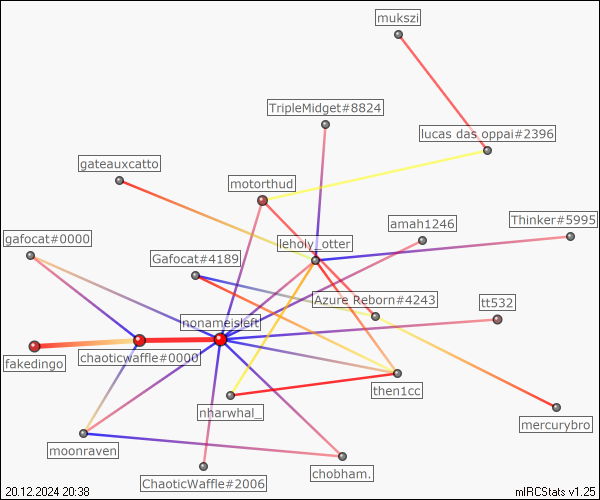 mukszi
TripleMidget#8824
lucas das oppai#2396
gateauxcatto
motorthud
amah1246
Thinker#5995
gafocat#0000
leholy_otter
Gafocat#4189
Azure Reborn#4243
tt532
nonameisleft
fakedingo
chaoticwaffle#0000
then1cc
nharwhal_
mercurybro
moonraven
chobham.
ChaoticWaffle#2006
20.12.2024 20:38
mIRCStats v1.25